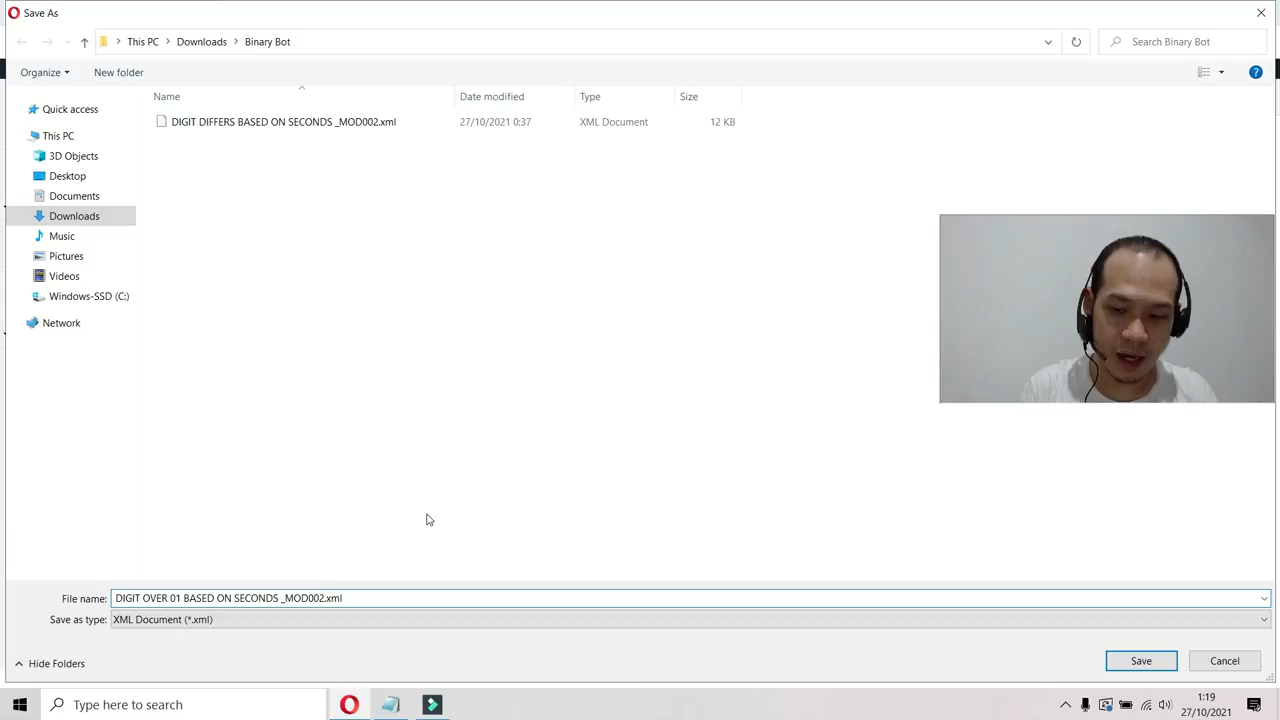 Save As
This PC
Downloads
Binary Bot
Search Binary Bot
Organize
New folder
?
Name
Date modified
Type
Size
DIGIT DIFFERS BASED ON SECONDS _MOD002.xml
27/10/2021 0:37
XML Document
12 KB
Quick access
This PC
3D Objects
Desktop
Documents
Downloads
Music
Pictures
Videos
Windows-SSD (C:)
Network
File name:
DIGIT OVER 01 BASED ON SECONDS _MOD002.xml
Save as type:
XML Document (*.xml)
Hide Folders
Save
Cancel
Type here to search
1:19
27/10/2021